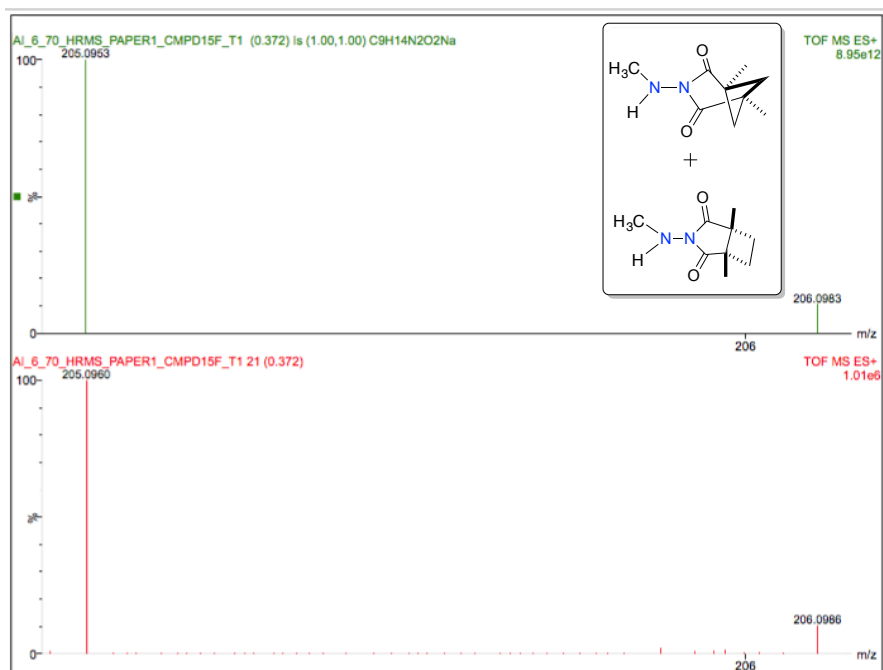 AI_6_70_HRMS_PAPER1_CMPD15F_T1 (0.372) Is (1.00,1.00) C9H14N2O2Na
TOF MS ES+
8.95e12
205.0953
100
%
0
206.0983
206
m/z
O
H3C
N
N
H
O
+
O
H3C
N
N
H
O
AI_6_70_HRMS_PAPER1_CMPD15F_T1 21 (0.372)
TOF MS ES+
1.01e6
205.0960
100
%
0
206.0986
206
m/z